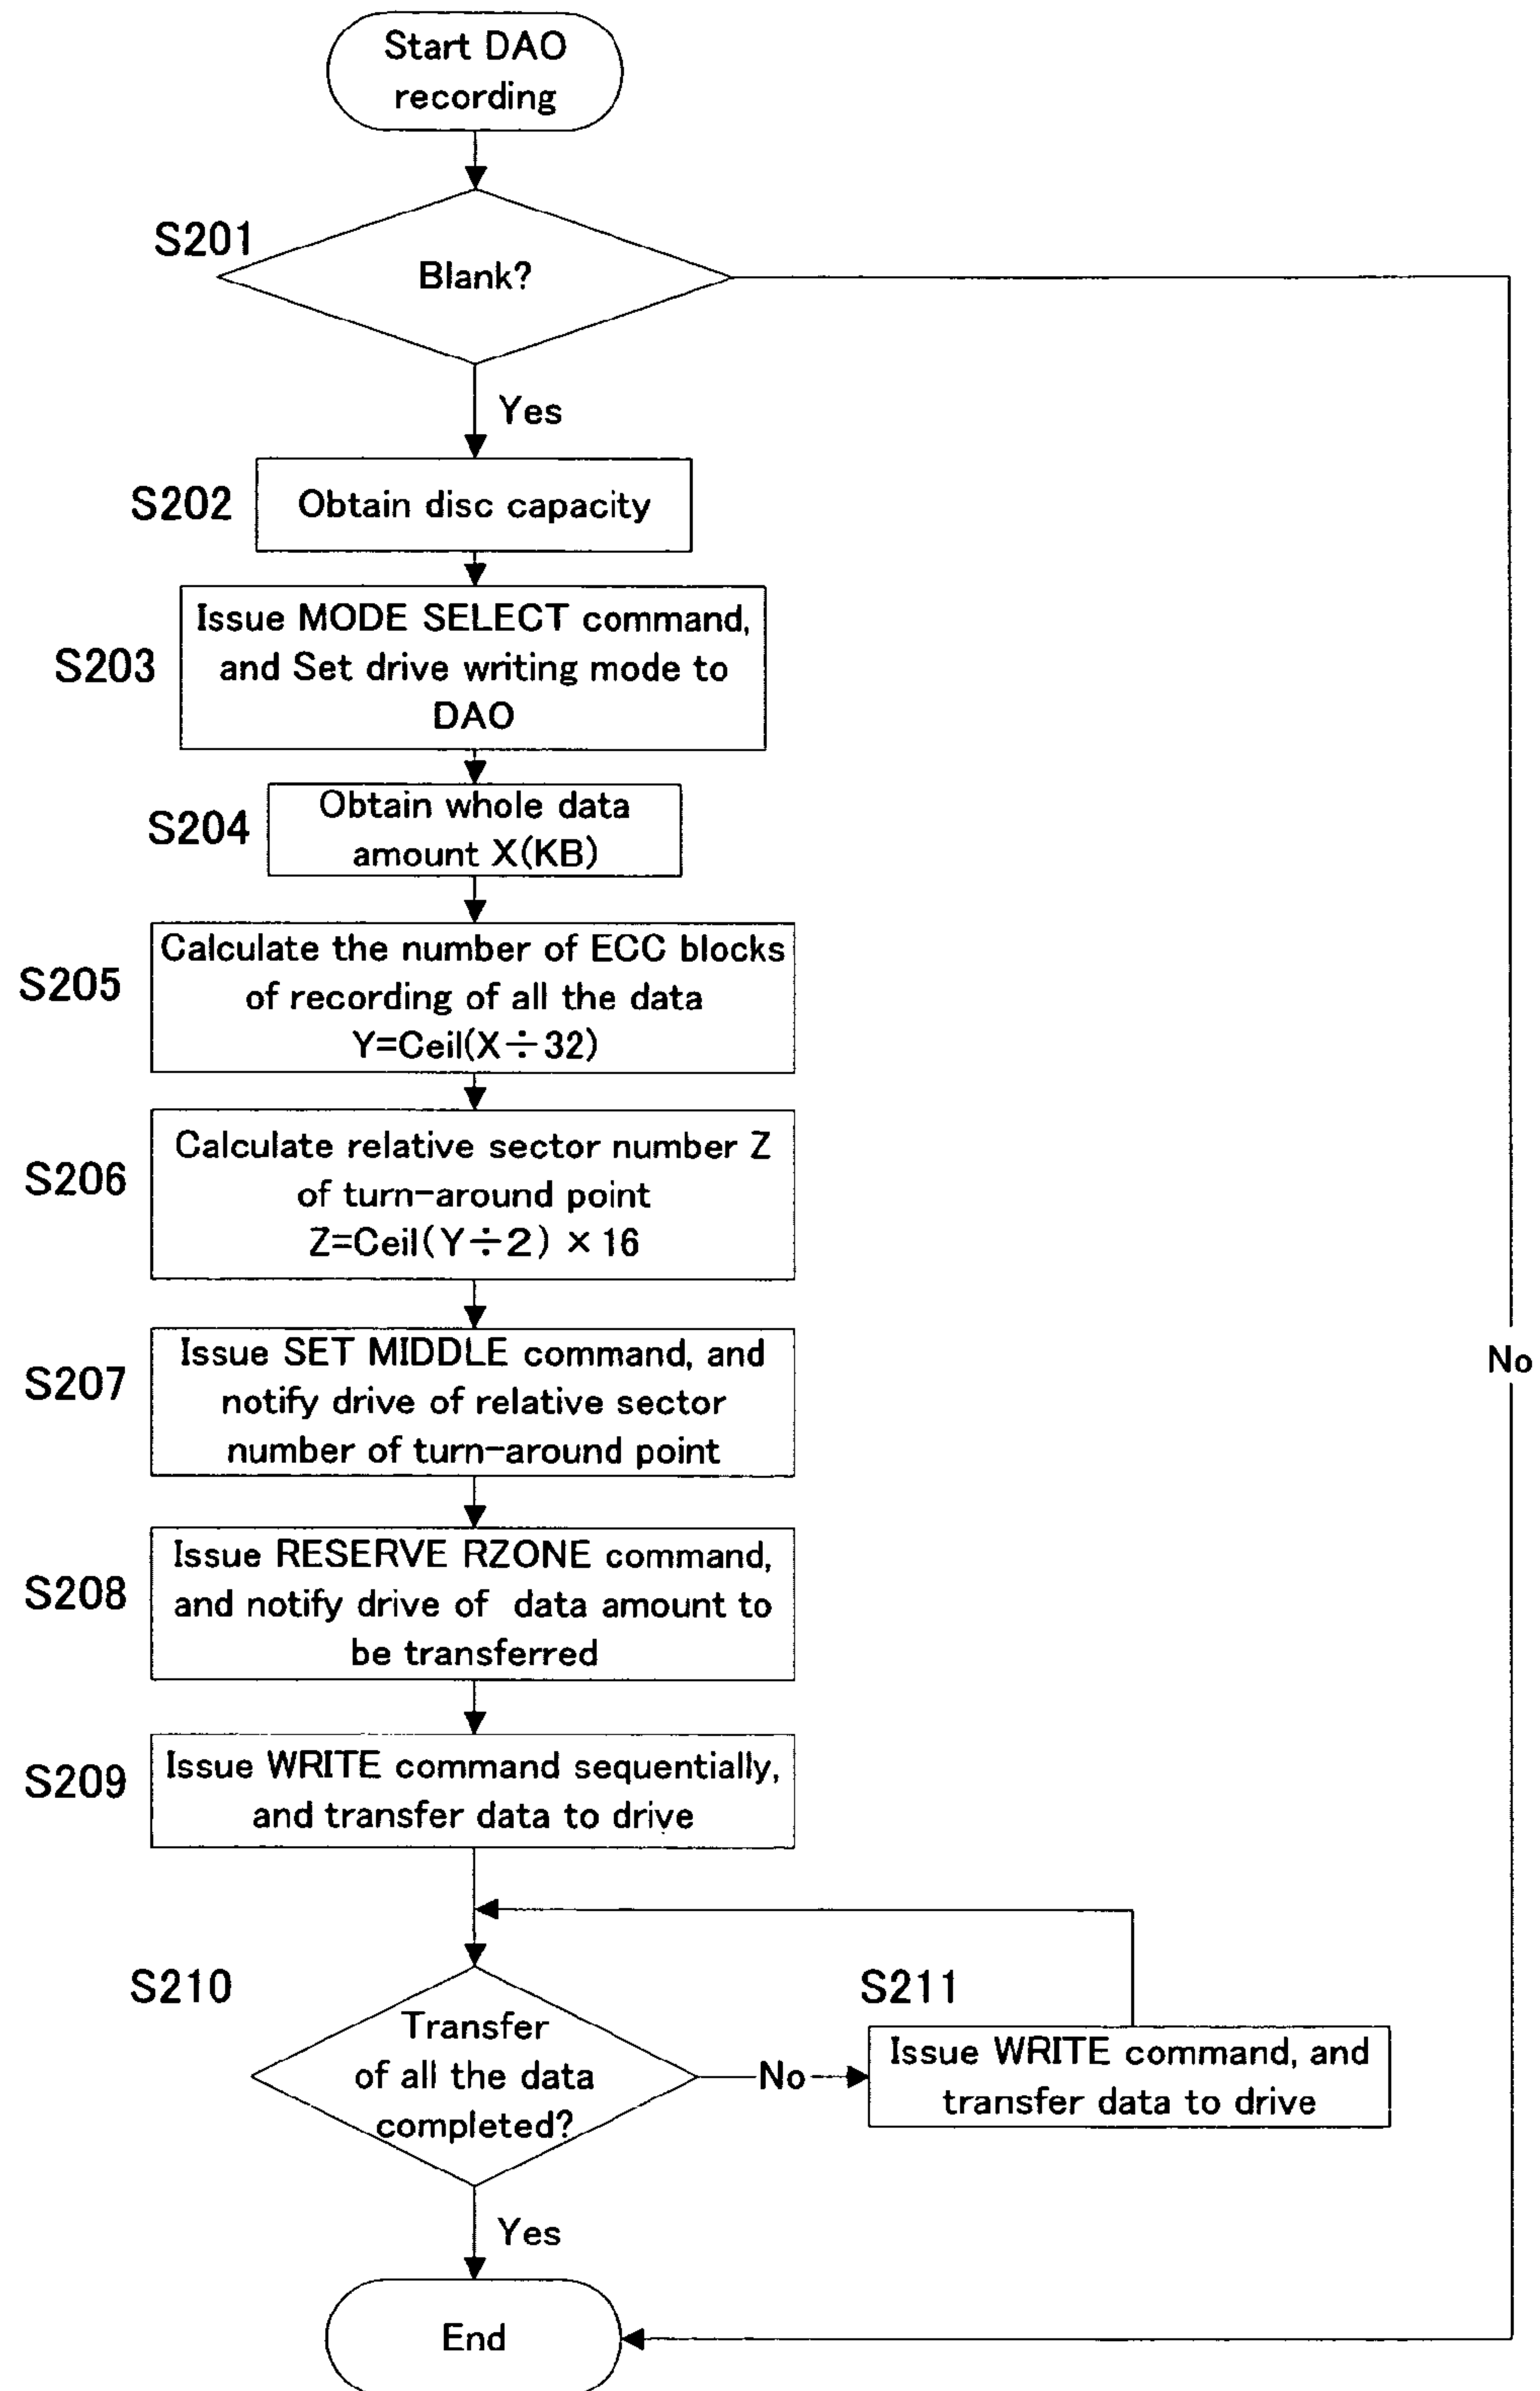 Start DAO
recording
S201
Blank?
Yes
S202
Obtain disc capacity
S203
Issue MODE SELECT command,
and Set drive writing mode to
DAO
S204
Obtain whole data
amount X(KB)
S205
Calculate the number of ECC blocks
of recording of all the data
Y=Ceil(X÷32)
S206
Calculate relative sector number Z
of turn-around point
Z=Ceil(Y÷2) ×16
S207
Issue SET MIDDLE command, and
notify drive of relative sector
number of turn-around point
No
S208
Issue RESERVE RZONE command,
and notify drive of data amount to
be transferred
S209
Issue WRITE command sequentially,
and transfer data to drive
S210
Transfer
of all the data
completed?
No
S211
Issue WRITE command, and
transfer data to drive
Yes
End